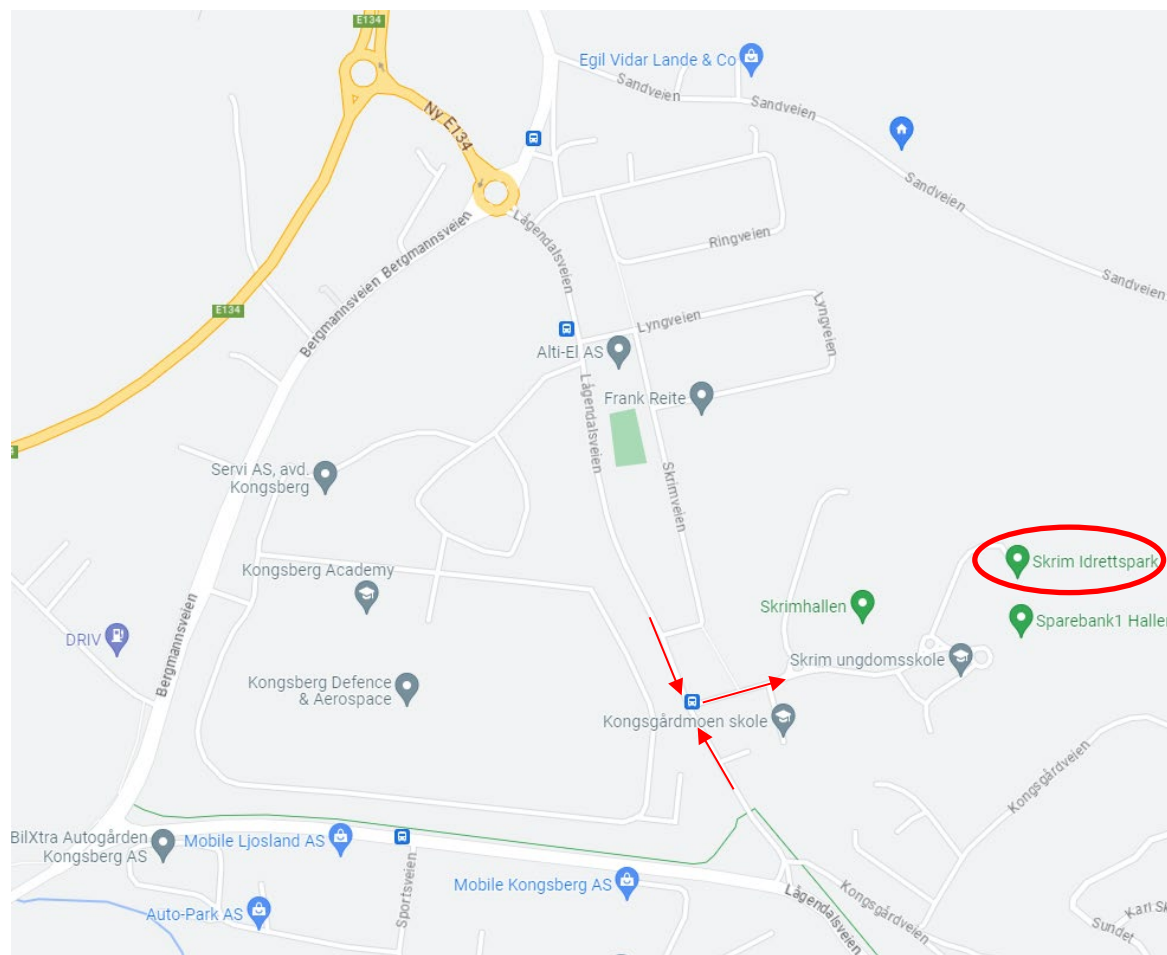 E134
Egil Vidar Lande & Co
Sandveien
Sandveien
Ny E134
Sandveien
Lågendalsveien
Bergmannsveien
Bergmannsveien
Ringveien
Sandveien
E134
Lyngveien
Lyngveien
Alti-El AS
Frank Reite
Lågendalsveien
Servi AS, avd.
Kongsberg
Skrimveien
Kongsberg Academy
Skrim Idrettspark
Skrimhallen
Sparebank1 Hallen
DRIV
Bergmannsveien
Skrim ungdomsskole
Kongsberg Defence
& Aerospace
Kongsgårdmoen skole
Kongsgårdveien
BilXtra Autogården
Kongsberg AS
Mobile Ljosland AS
Mobile Kongsberg AS
Sportsveien
Auto-Park AS
Lågendalsveien
Kongsgårdveien
Karl Sk
Sundet